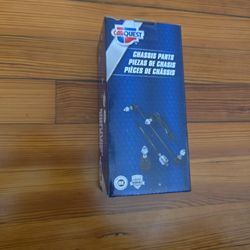 CARQUEST
CHASSIS PARTS
PIEZAS DE CHASIS
PIÈCES DE CHÂSSIS